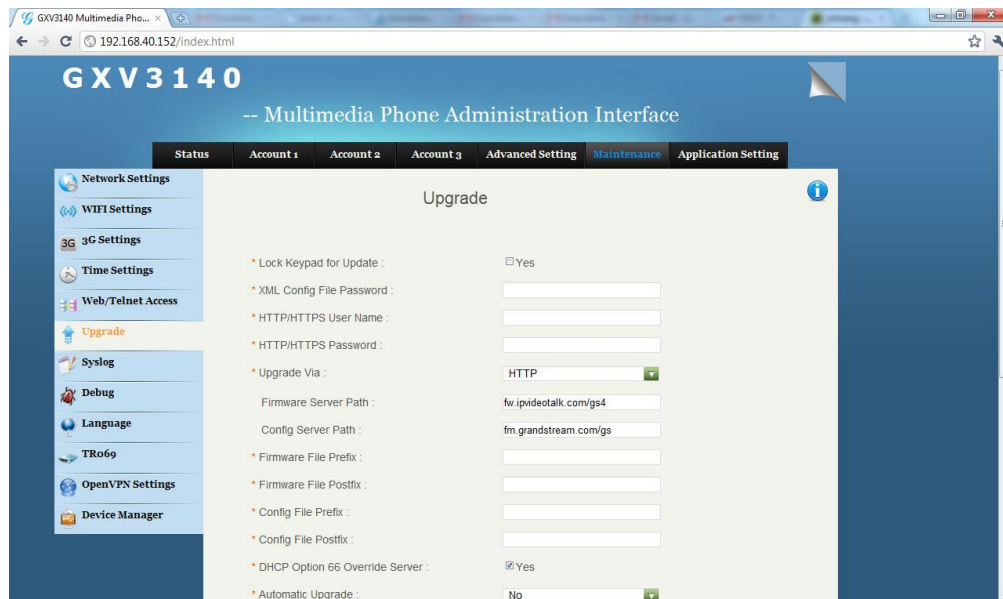 GXV3140 Multimedia Pho...
192.168.40.152/index.html
GXV3140
-- Multimedia Phone Administration Interface
Status Account 1 Account 2 Account 3 Advanced Setting Maintenance Application Setting
Network Settings
WIFI Settings
3G 3G Settings
Time Settings
Web/Telnet Access
Upgrade
Syslog
Debug
Language
TR069
OpenVPN Settings
Device Manager
Upgrade
* Lock Keypad for Update : Yes
* XML Config File Password :
* HTTP/HTTPS User Name :
* HTTP/HTTPS Password :
* Upgrade Via : HTTP
Firmware Server Path : fw.ipvideotalk.com/gs4
Config Server Path : fm.grandstream.com/gs
* Firmware File Prefix :
* Firmware File Postfix :
* Config File Prefix :
* Config File Postfix :
* DHCP Option 66 Override Server : Yes
* Automatic Upgrade : No